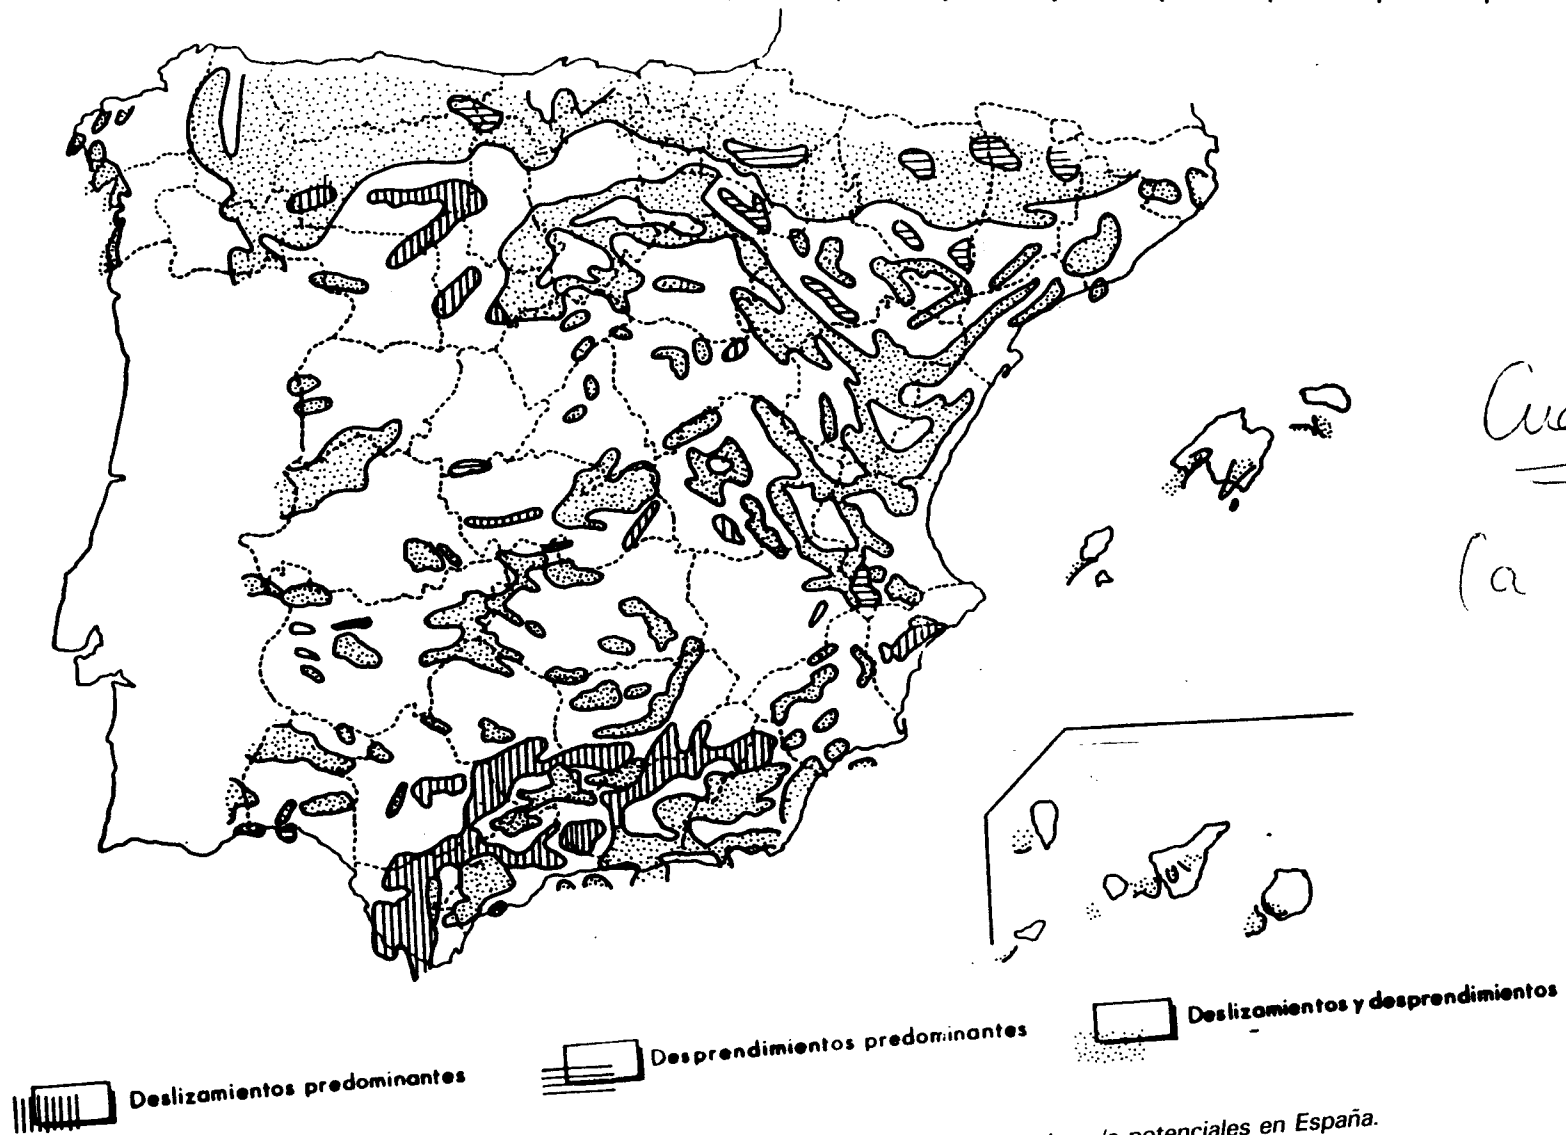 (a
Deslizamientos y desprendimientos
Desprendimientos predominantes
Deslizamientos predominantes
potenciales en España.